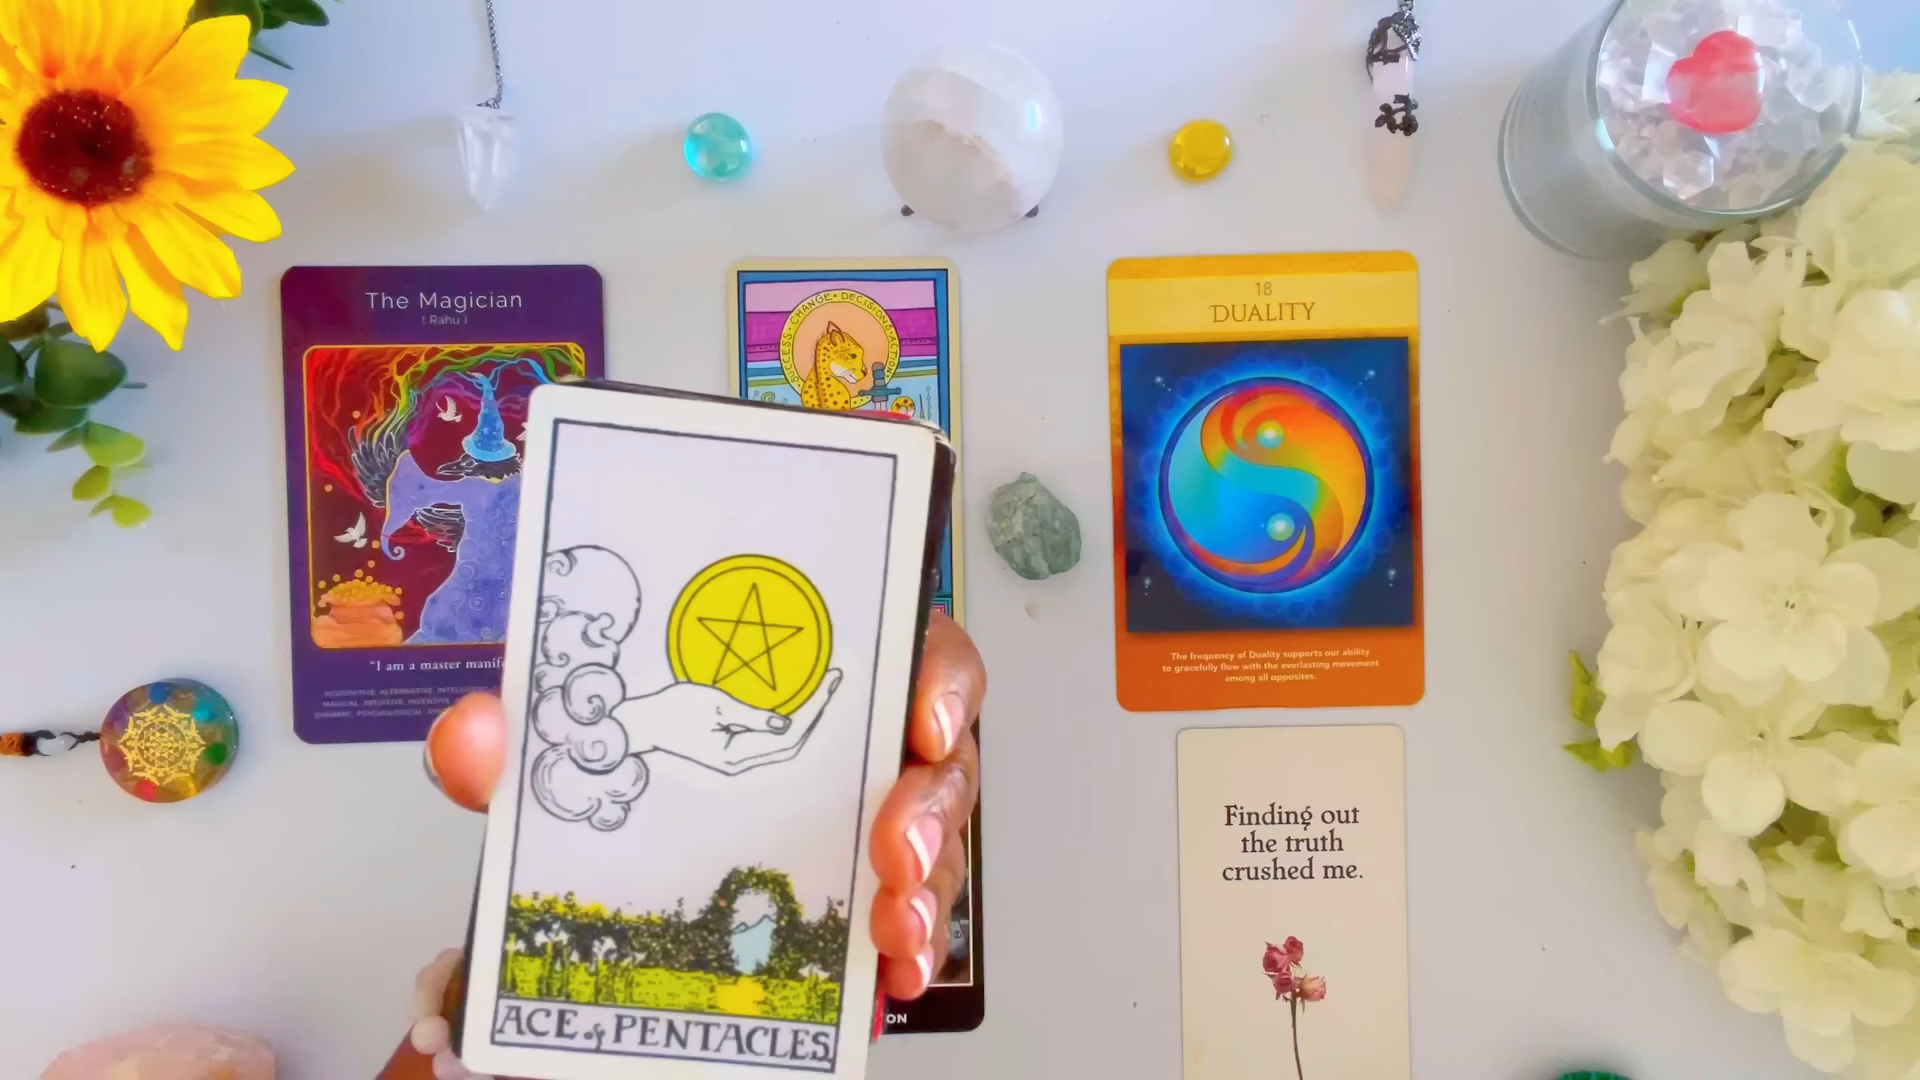 The Magician
( Rahu )
"I am a master
SUCCESS • CHANGE • DECISIONS • ACTION •
18
DUALITY
The frequency of Duality supports our ability
to gracefully flow with the everlasting movement
among all opposites.
Finding out
the truth
crushed me.
ACE of PENTACLES
ON